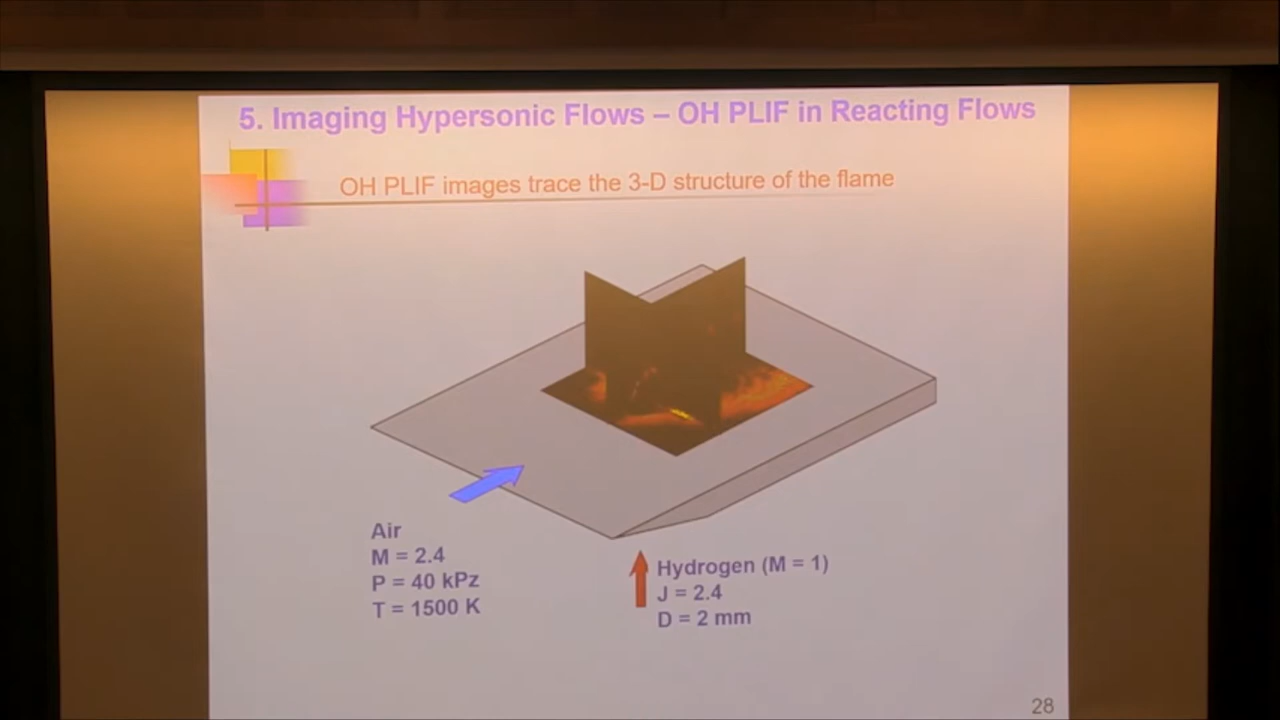 5. Imaging Hypersonic Flows – OH PLIF in Reacting Flows
OH PLIF images trace the 3-D structure of the flame
Air
M = 2.4
P = 40 kPz
T = 1500 K
Hydrogen (M = 1)
J = 2.4
D = 2 mm
28